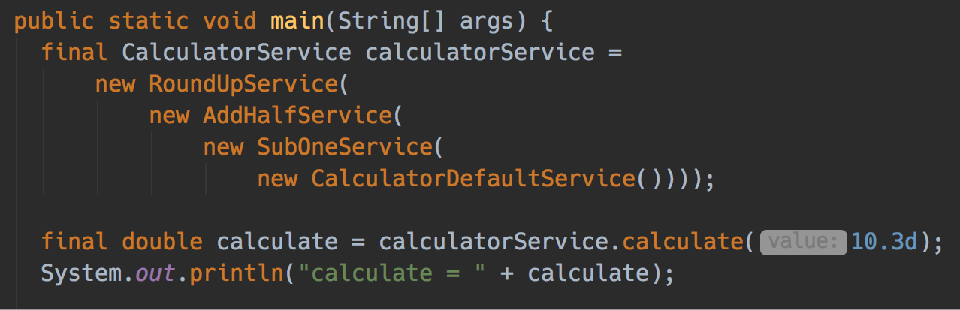 public static void main(String[] args) {
final CalculatorService calculatorService =
new RoundUpService(
new AddHalfService(
new SubOneService(
new CalculatorDefaultService())));
final double calculate = calculatorService.calculate( value: 10.3d);
System.out.println("calculate = " + calculate);